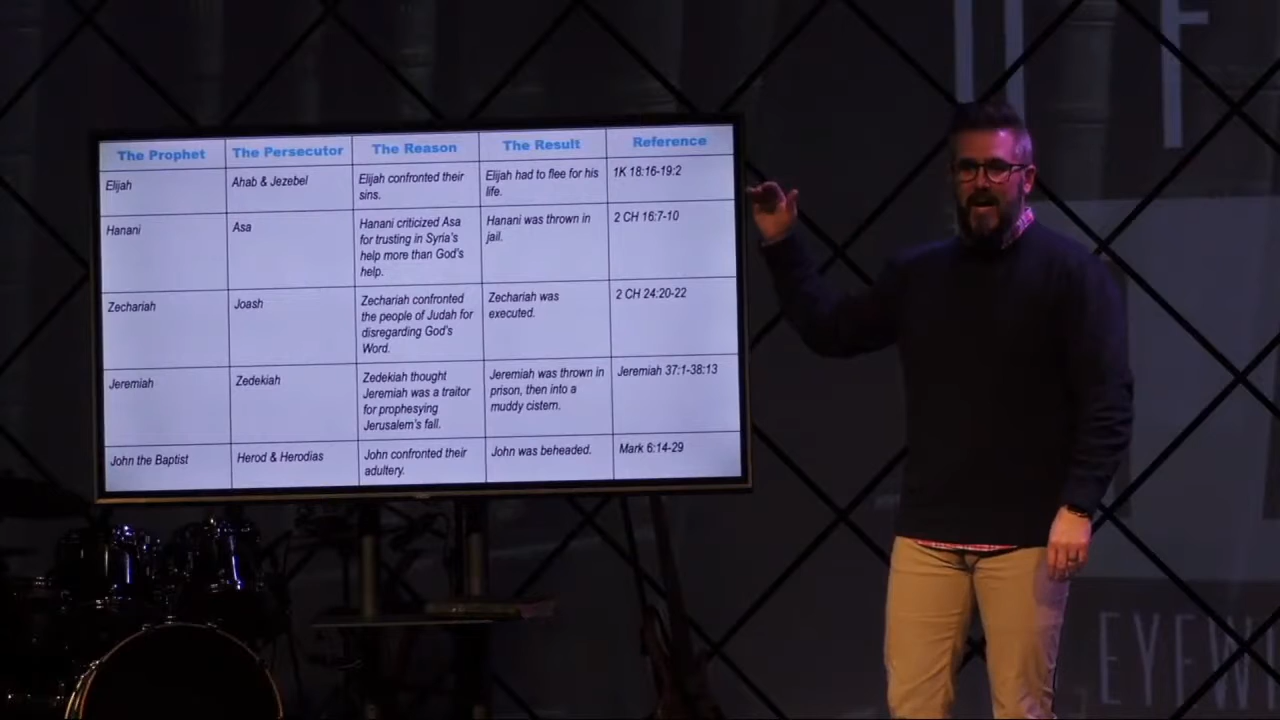 The Prophet
The Persecutor
The Reason
The Result
Reference
Elijah
Ahab & Jezebel
Elijah confronted their
sins.
Elijah had to flee for his
life.
1K 18:16-19:2
Hanani
Asa
Hanani criticized Asa
for trusting in Syria's
help more than God's
help.
Hanani was thrown in
jail.
2 CH 16:7-10
Zechariah
Joash
Zechariah confronted
the people of Judah for
disregarding God's
Word.
Zechariah was
executed.
2 CH 24:20-22
Jeremiah
Zedekiah
Zedekiah thought
Jeremiah was a traitor
for prophesying
Jerusalem's fall.
Jeremiah was thrown in
prison, then into a
muddy cistern.
Jeremiah 37:1-38:13
John the Baptist
Herod & Herodias
John confronted their
adultery.
John was beheaded.
Mark 6:14-29